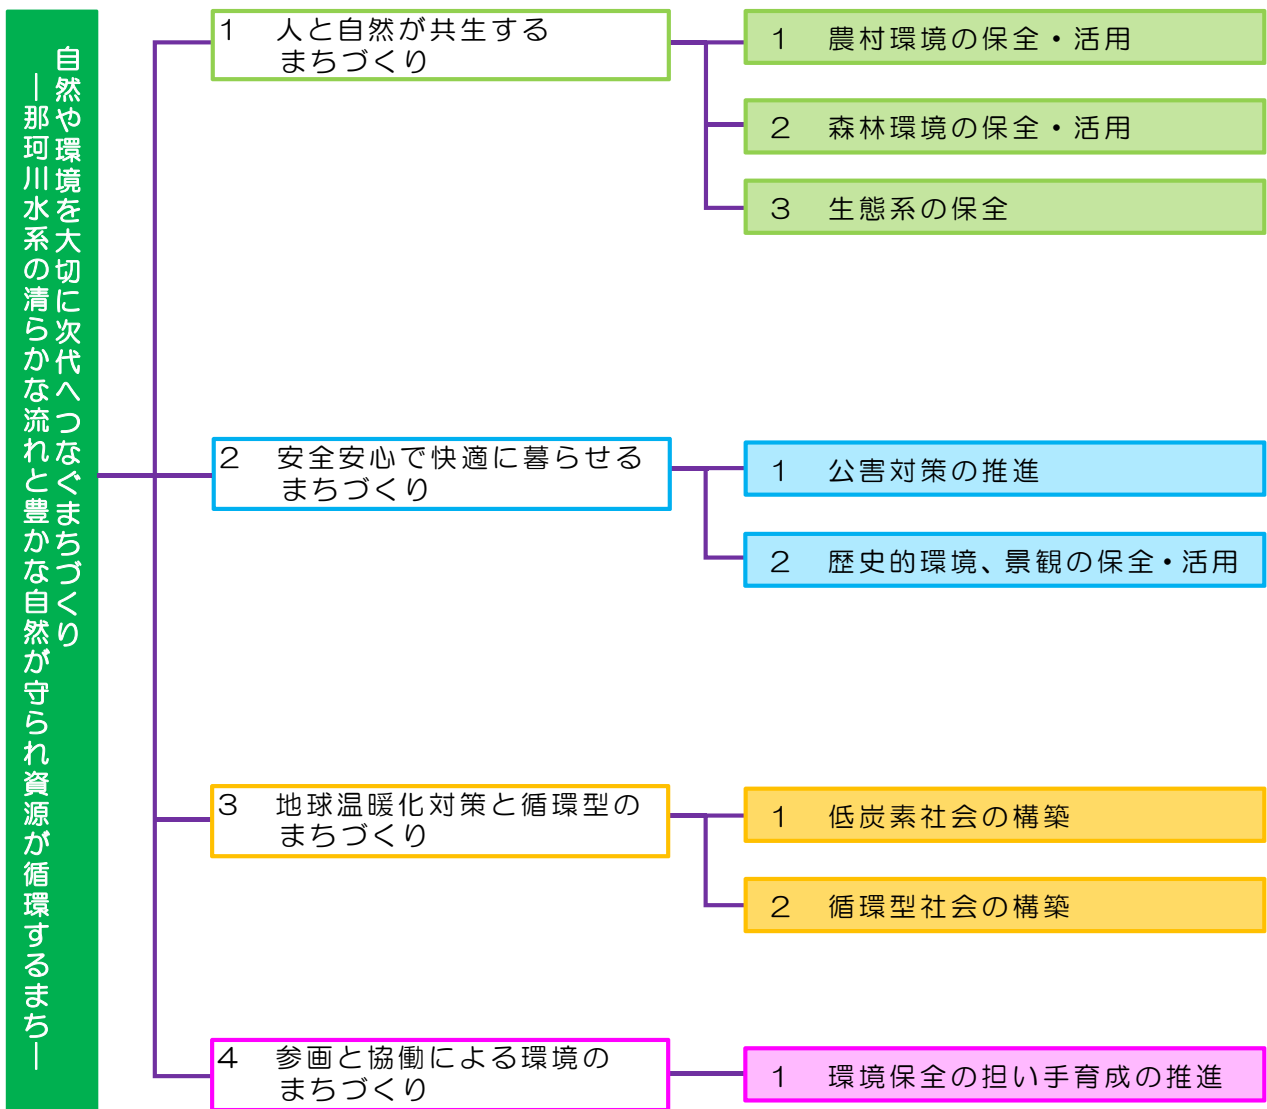 自然や環境を大切に次代へつなぐまちづくり
―那珂川水系の清らかな流れと豊かな自然が守られ資源が循環するまち―
1 人と自然が共生する
まちづくり
1 農村環境の保全・活用
2 森林環境の保全・活用
3 生態系の保全
2 安全安心で快適に暮らせる
まちづくり
1 公害対策の推進
2 歴史的環境、景観の保全・活用
3 地球温暖化対策と循環型の
まちづくり
1 低炭素社会の構築
2 循環型社会の構築
4 参画と協働による環境の
まちづくり
1 環境保全の担い手育成の推進